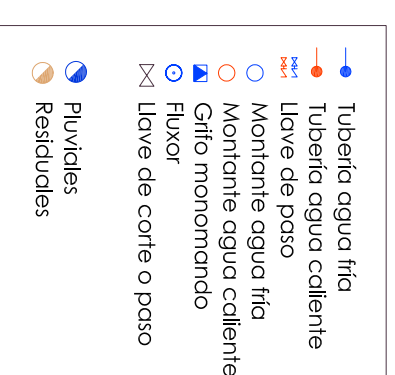 Tubería agua fría
Tubería agua caliente
Llave de paso
Montante agua fría
Montante agua caliente
Grifo monomando
Fluxor
Llave de corte o paso
Pluviales
Residuales